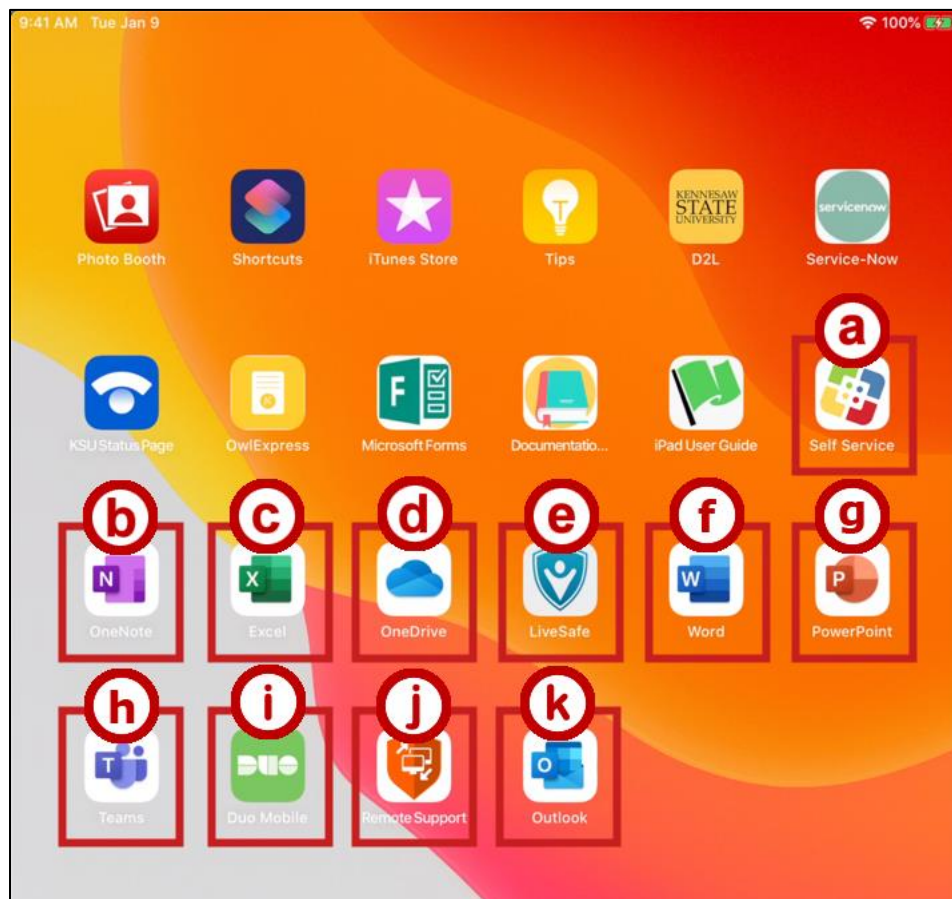 9:41 AM Tue Jan 9 100%
KENNESAW
STATE
UNIVERSITY
servicenow
Photo Booth Shortcuts iTunes Store Tips D2L Service-Now
a
F
KSU Status Page OwlExpress Microsoft Forms Documentatio... iPad User Guide Self Service
b c d e f g
N X W P
OneNote Excel OneDrive LiveSafe Word PowerPoint
h i j k
T DUO O
Teams Duo Mobile Remote Support Outlook